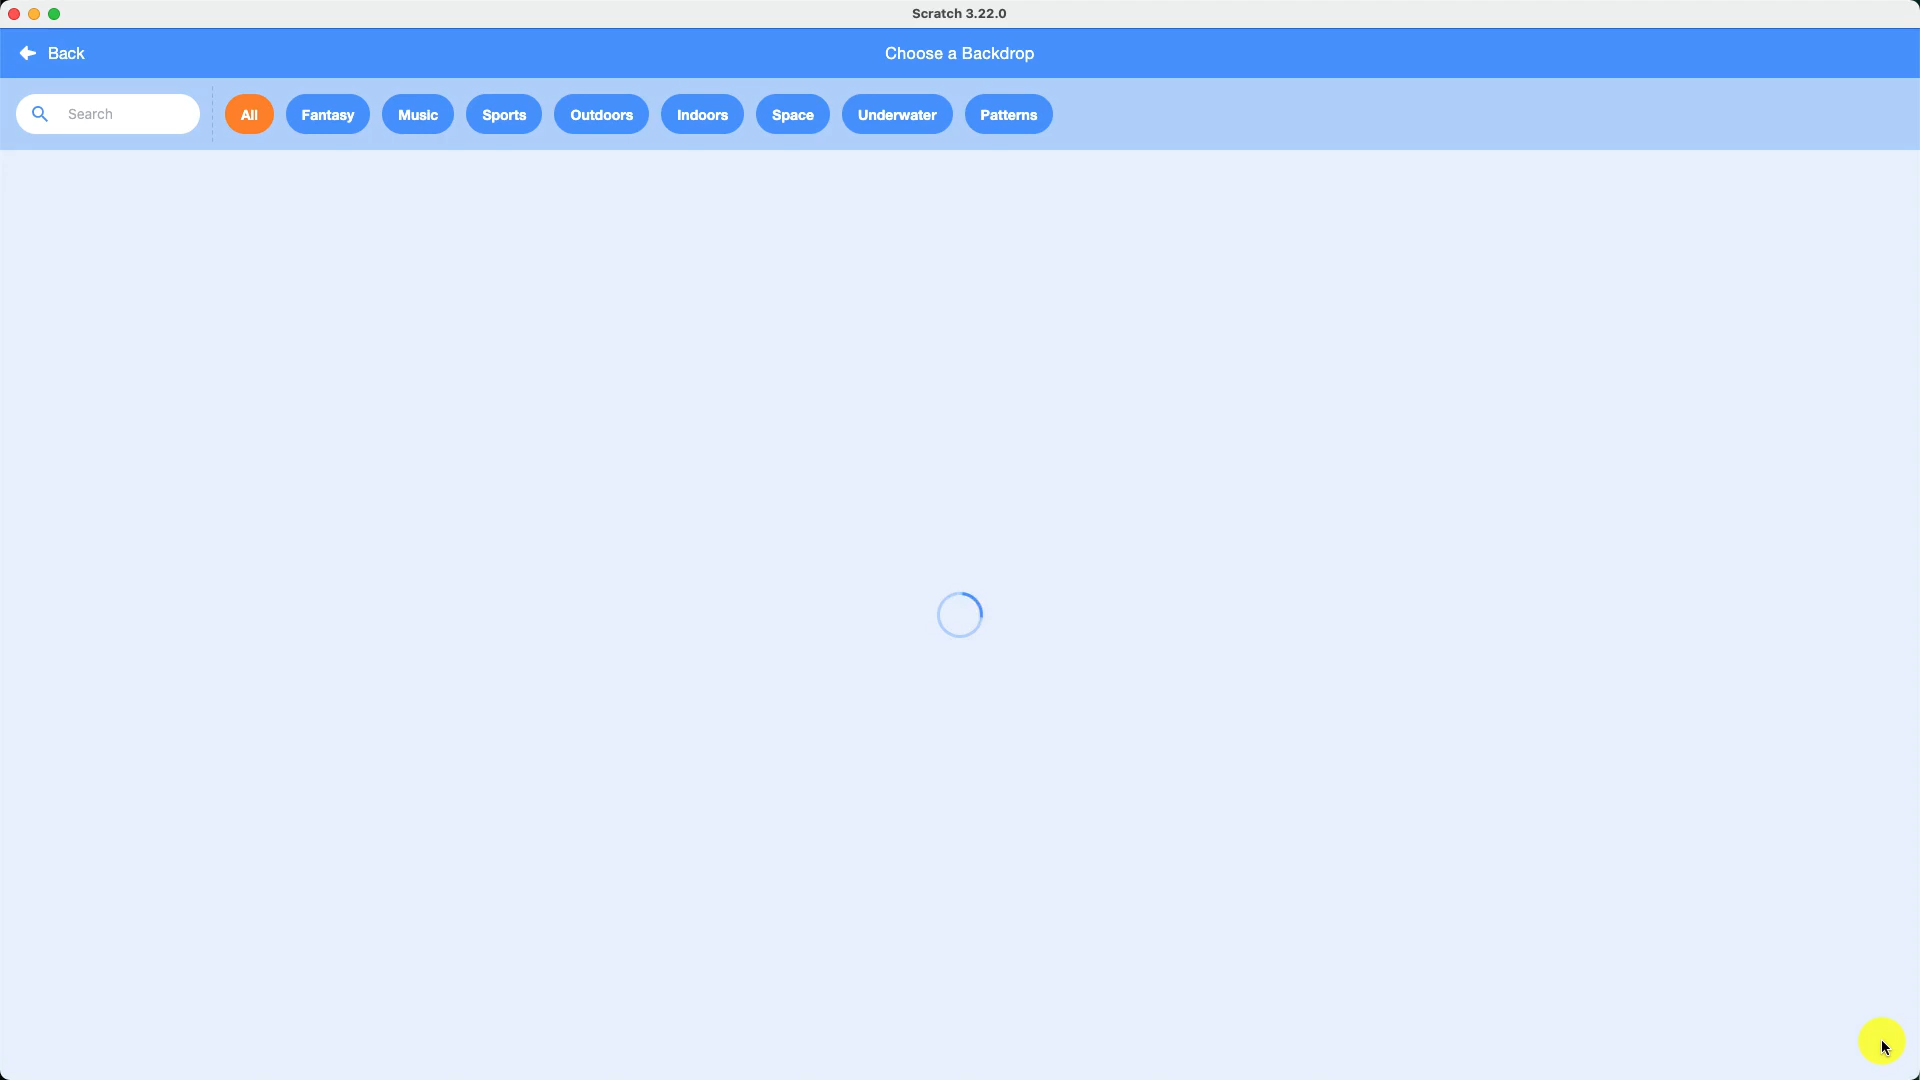 Scratch 3.22.0
Back
Choose a Backdrop
Search
All
Fantasy
Music
Sports
Outdoors
Indoors
Space
Underwater
Patterns